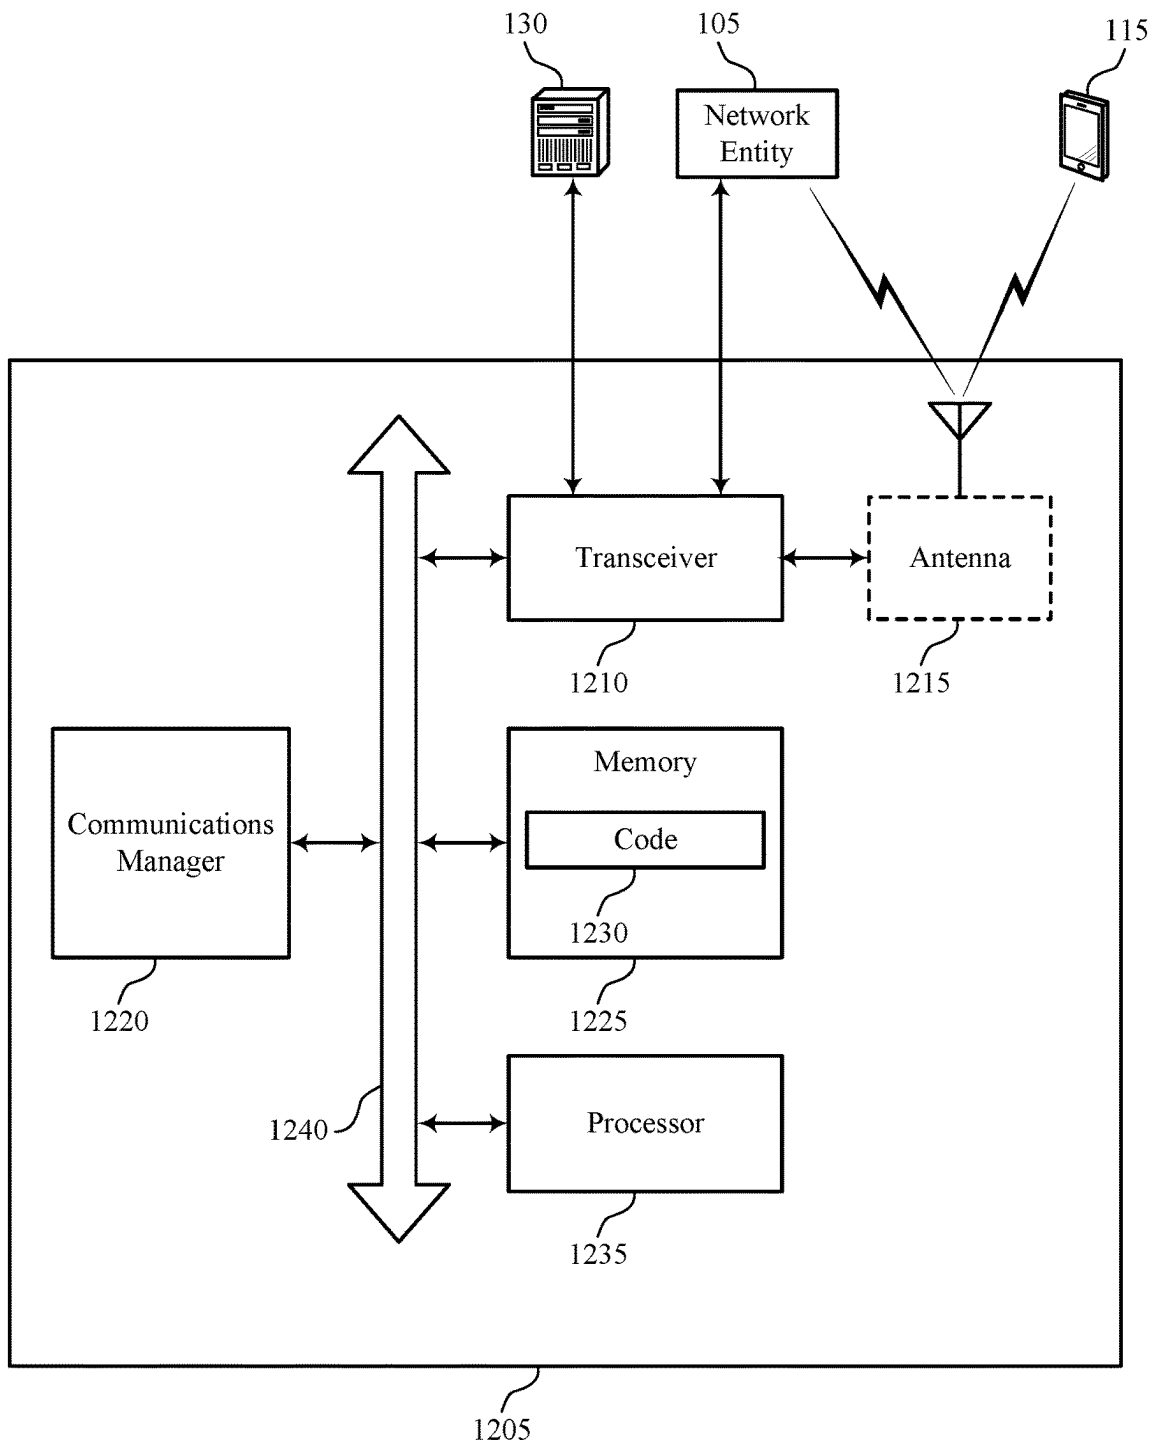 130
105
115
Network
Entity
Transceiver
Antenna
1210
1215
Communications
Manager
Memory
Code
1230
1220
1225
1240
Processor
1235
1205